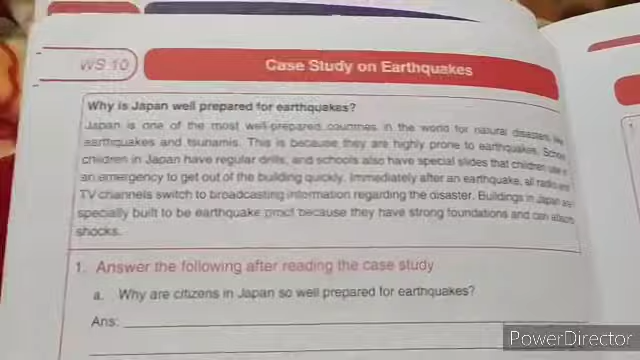 WS 10
Case Study on Earthquakes
Why is Japan well prepared for earthquakes?
Japan is one of the most well-prepared countries in the world for natural disasters like
earthquakes and tsunamis. This is because they are highly prone to earthquakes. School
children in Japan have regular drills, and schools also have special slides that children use in
an emergency to get out of the building quickly. Immediately after an earthquake, all radio and
TV channels switch to broadcasting information regarding the disaster. Buildings in Japan are
specially built to be earthquake proof because they have strong foundations and can absorb
shocks.
1. Answer the following after reading the case study
a. Why are citizens in Japan so well prepared for earthquakes?
Ans:
PowerDirector